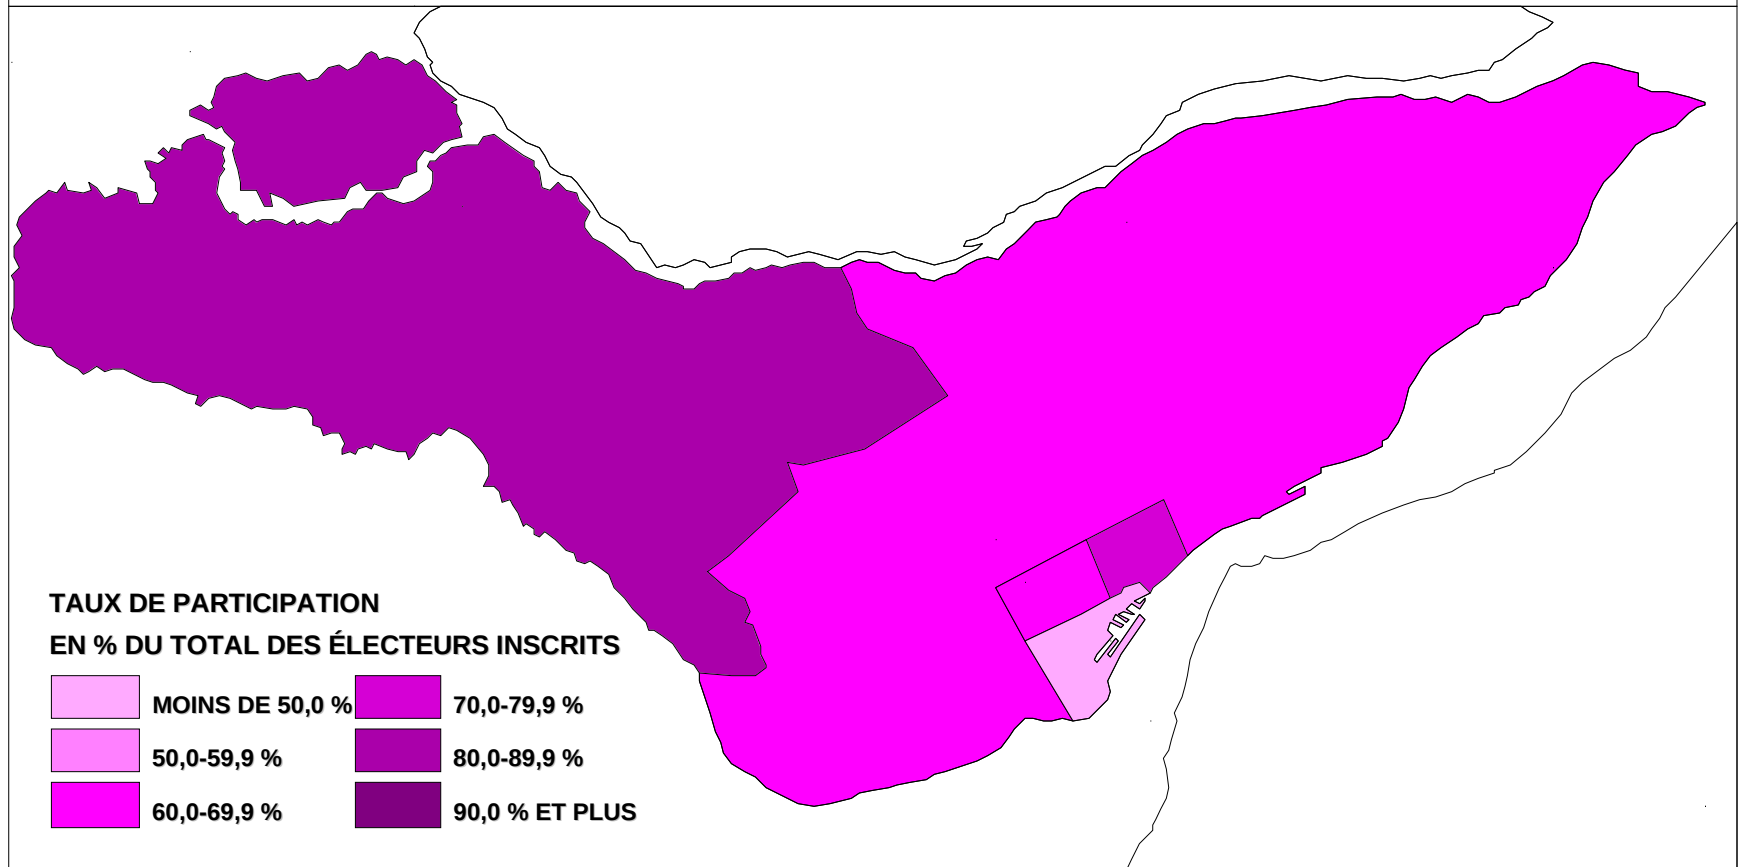 TAUX DE PARTICIPATION
EN % DU TOTAL DES ÉLECTEURS INSCRITS
MOINS DE 50,0 %
50,0-59,9 %
60,0-69,9 %
70,0-79,9 %
80,0-89,9 %
90,0 % ET PLUS